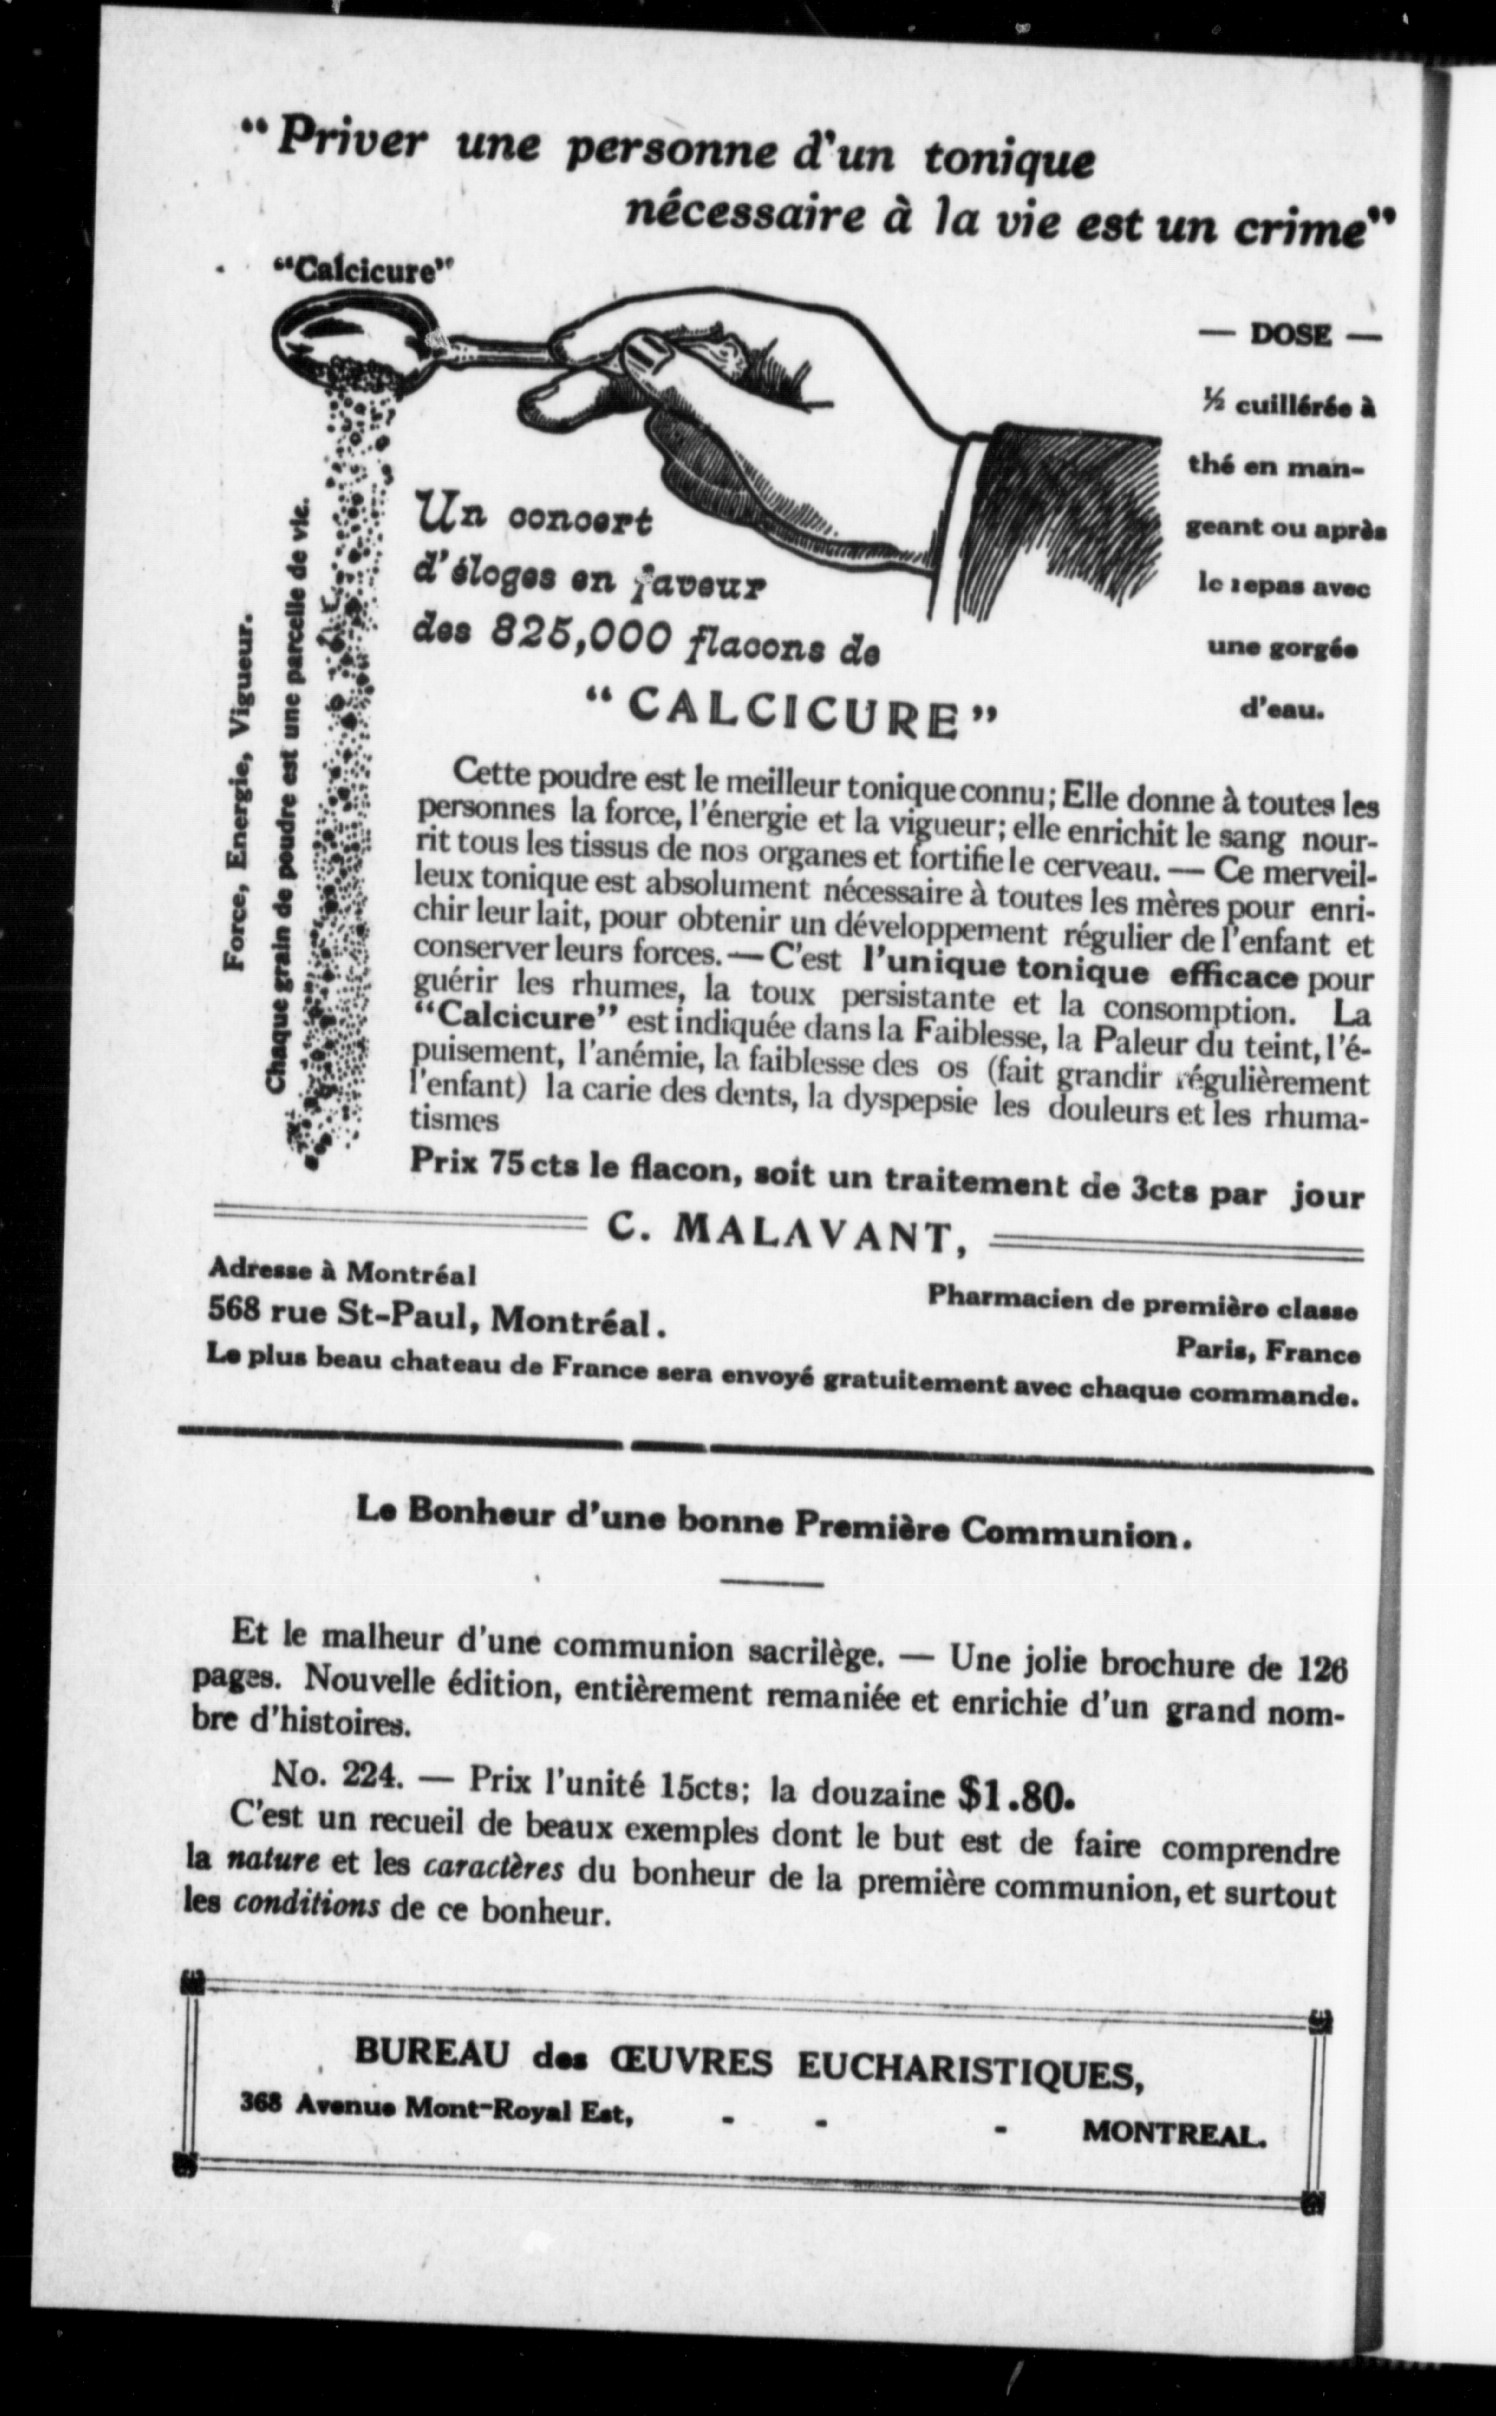 “Priver une personne d'un tonique
nécessaire à la vie est un crime”
“Calcicure”
— DOSE —
½ cuillérée à
thé en man-
geant ou après
le repas avec
une gorgée
d'eau.
Force, Energie, Vigueur.
Chaque grain de poudre est une parcelle de vie.
Un concert
d'éloges en faveur
des 825,000 flacons de
“CALCICURE”
Cette poudre est le meilleur tonique connu; Elle donne à toutes les
personnes la force, l'énergie et la vigueur; elle enrichit le sang nour-
rit tous les tissus de nos organes et fortifie le cerveau. — Ce merveil-
leux tonique est absolument nécessaire à toutes les mères pour enri-
chir leur lait, pour obtenir un développement régulier de l'enfant et
conserver leurs forces. — C'est l'unique tonique efficace pour
guérir les rhumes, la toux persistante et la consomption. La
“Calcicure” est indiquée dans la Faiblesse, la Paleur du teint, l'é-
puisement, l'anémie, la faiblesse des os (fait grandir régulièrement
l'enfant) la carie des dents, la dyspepsie les douleurs et les rhuma-
tismes
Prix 75cts le flacon, soit un traitement de 3cts par jour
C. MALAVANT,
Adresse à Montréal
568 rue St-Paul, Montréal.
Pharmacien de première classe
Paris, France
Le plus beau chateau de France sera envoyé gratuitement avec chaque commande.
Le Bonheur d'une bonne Première Communion.
Et le malheur d'une communion sacrilège. — Une jolie brochure de 126
pages. Nouvelle édition, entièrement remaniée et enrichie d'un grand nom-
bre d'histoires.
No. 224. — Prix l'unité 15cts; la douzaine $1.80.
C'est un recueil de beaux exemples dont le but est de faire comprendre
la nature et les caractères du bonheur de la première communion, et surtout
les conditions de ce bonheur.
BUREAU des ŒUVRES EUCHARISTIQUES,
368 Avenue Mont-Royal Est, - - - MONTREAL.